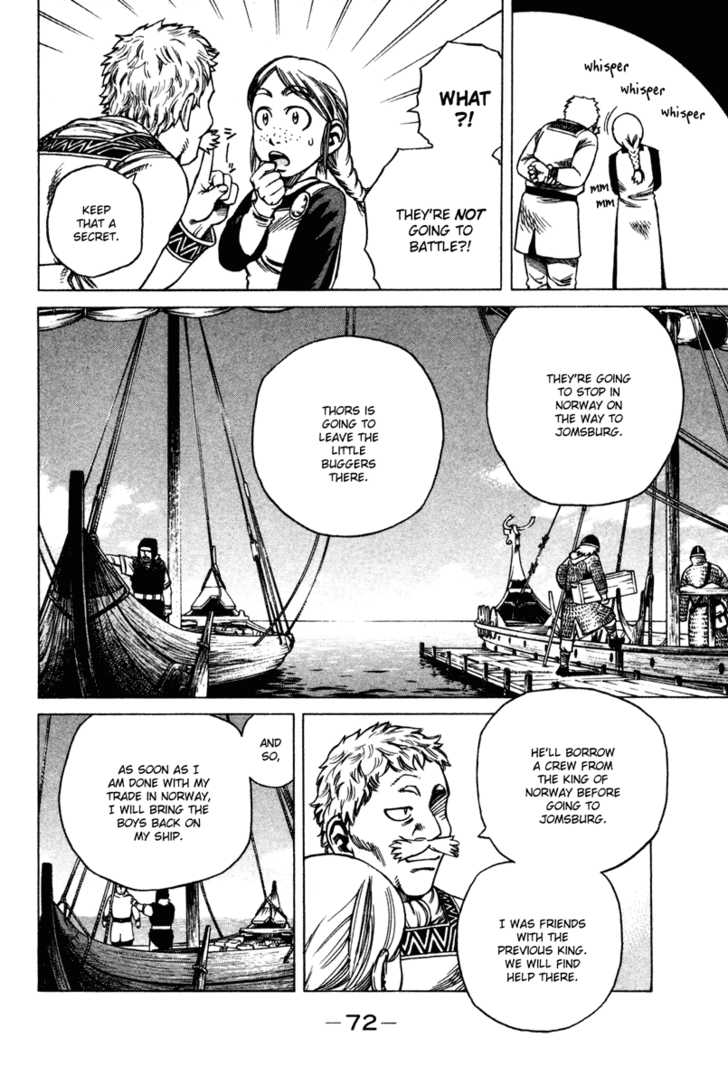 whisper
whisper
whisper
MM
MM
WHAT
?!
THEY'RE NOT
GOING TO
BATTLE?!
KEEP
THAT A
SECRET.
THEY'RE GOING
TO STOP IN
NORWAY ON
THE WAY TO
JOMSBURG.
THORS IS
GOING TO
LEAVE THE
LITTLE
BUGGERS
THERE.
HE'LL BORROW
A CREW FROM
THE KING OF
NORWAY BEFORE
GOING TO
JOMSBURG.
I WAS FRIENDS
WITH THE
PREVIOUS KING.
WE WILL FIND
HELP THERE.
AND
SO,
AS SOON AS I
AM DONE WITH MY
TRADE IN NORWAY,
I WILL BRING THE
BOYS BACK ON
MY SHIP.
—72—